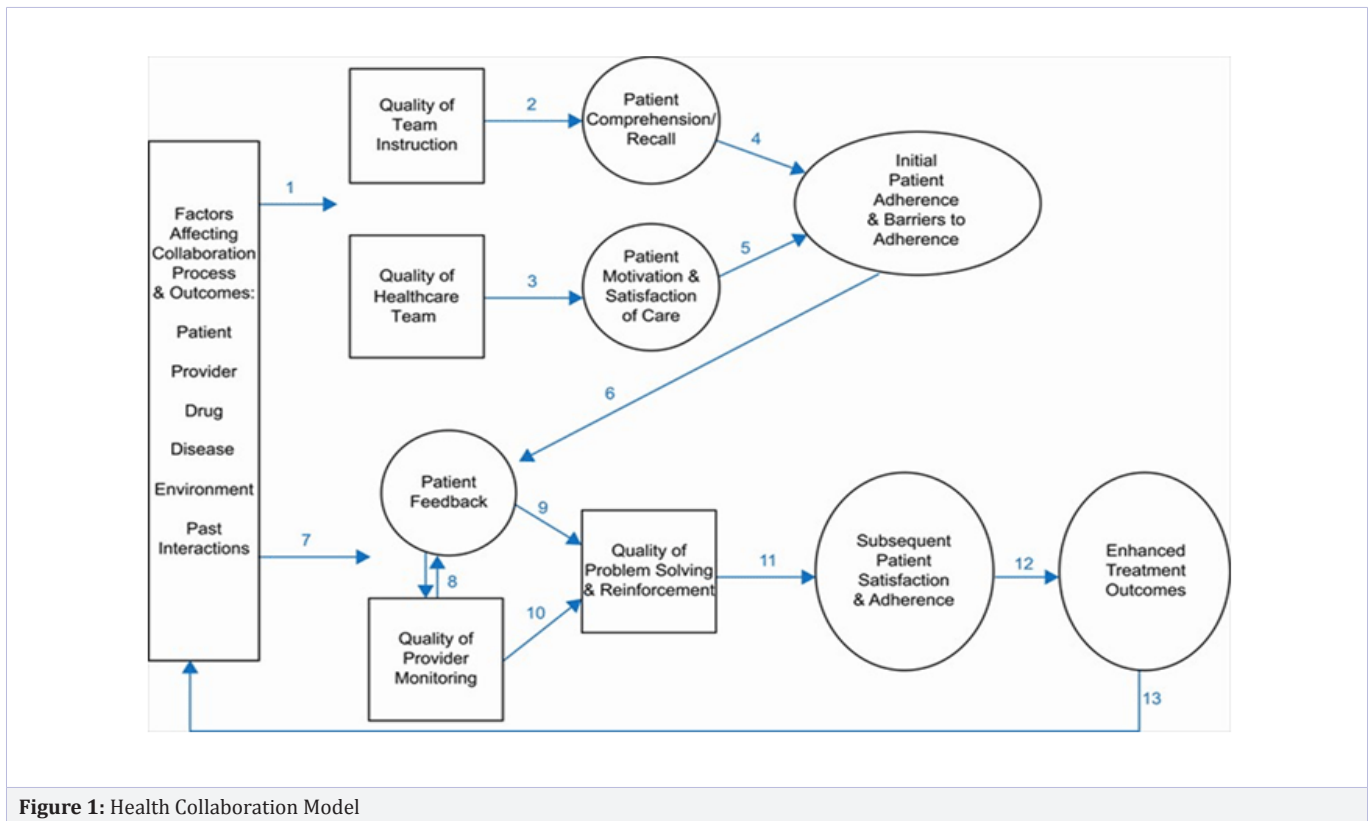 Factors
Affecting
Collaboration
Process
& Outcomes:
Patient
Provider
Drug
Disease
Environment
Past
Interactions
1
Quality of
Team
Instruction
2
Patient
Comprehension/
Recall
4
Initial
Patient
Adherence
& Barriers to
Adherence
Quality of
Healthcare
Team
3
Patient
Motivation &
Satisfaction
of Care
5
6
7
Patient
Feedback
8
9
Quality of
Provider
Monitoring
10
Quality of
Problem Solving
& Reinforcement
11
Subsequent
Patient
Satisfaction
& Adherence
12
Enhanced
Treatment
Outcomes
13
Figure 1: Health Collaboration Model